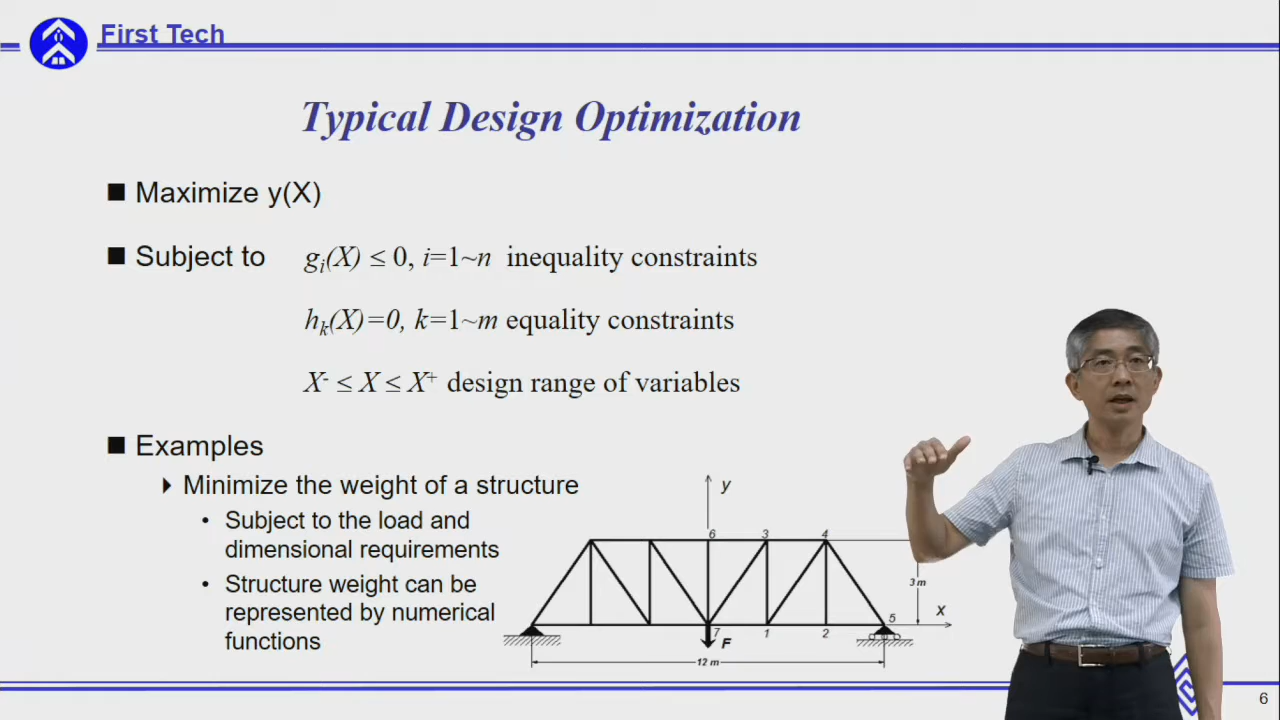 First Tech
Typical Design Optimization
Maximize y(X)
Subject to gᵢ(X) ≤ 0, i=1~n inequality constraints
hₖ(X)=0, k=1~m equality constraints
X⁻ ≤ X ≤ X⁺ design range of variables
Examples
Minimize the weight of a structure
Subject to the load and
dimensional requirements
Structure weight can be
represented by numerical
functions
y
6 3 4
3 m
x
5
7 1 2
F
12 m
6